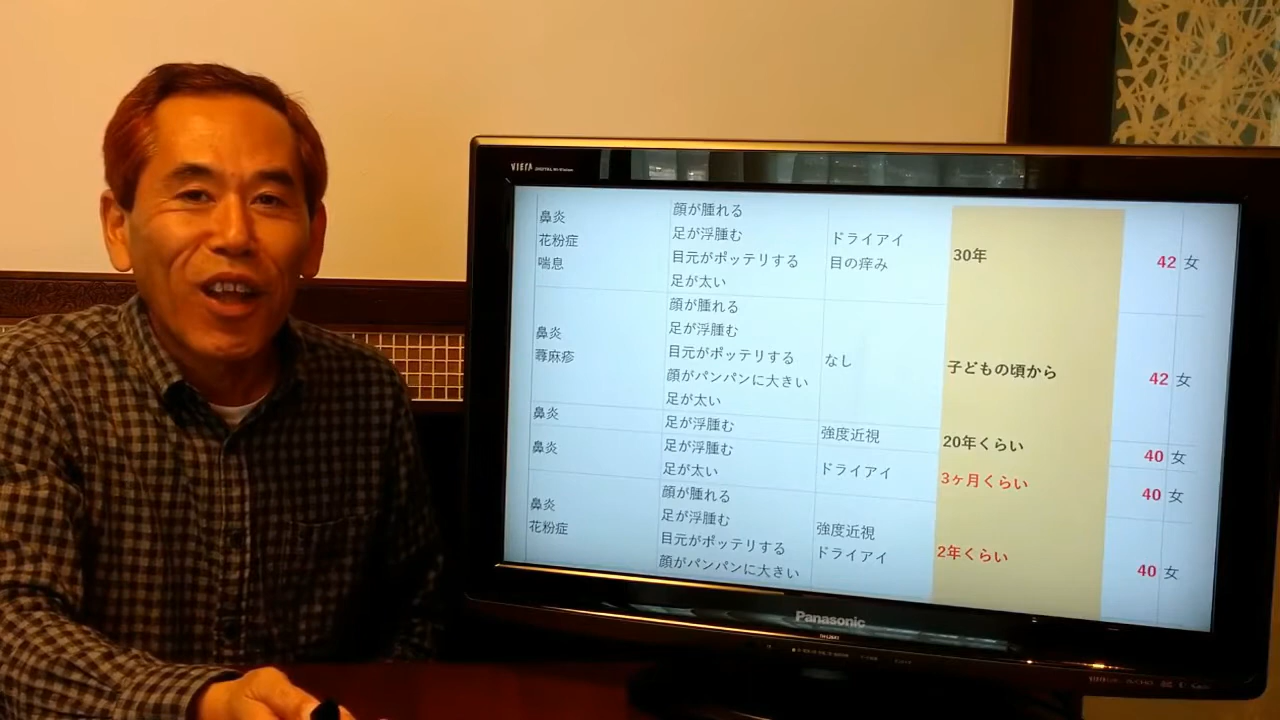 VIERA DIGITAL Hi-Vision
鼻炎
花粉症
喘息
顔が腫れる
足が浮腫む
目元がポッテリする
足が太い
ドライアイ
目の痒み
30年
42 女
鼻炎
蕁麻疹
顔が腫れる
足が浮腫む
目元がポッテリする
顔がパンパンに大きい
足が太い
なし
子どもの頃から
42 女
鼻炎
足が浮腫む
強度近視
20年くらい
40 女
鼻炎
足が浮腫む
足が太い
ドライアイ
3ヶ月くらい
40 女
鼻炎
花粉症
顔が腫れる
足が浮腫む
目元がポッテリする
顔がパンパンに大きい
強度近視
ドライアイ
2年くらい
40 女
Panasonic